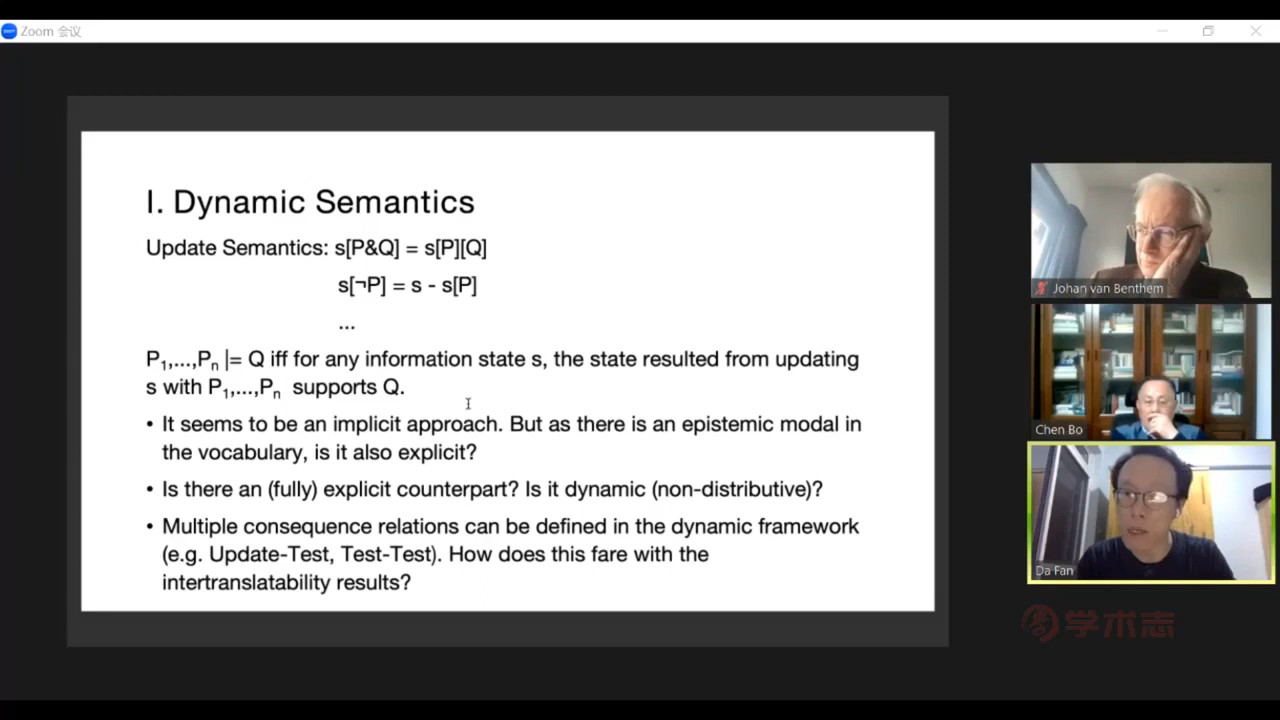 zoom Zoom 会议
I. Dynamic Semantics
Update Semantics: s[P&Q] = s[P][Q]
s[¬P] = s - s[P]
...
P₁,...,Pₙ |= Q iff for any information state s, the state resulted from updating
s with P₁,...,Pₙ supports Q.
• It seems to be an implicit approach. But as there is an epistemic modal in
the vocabulary, is it also explicit?
• Is there an (fully) explicit counterpart? Is it dynamic (non-distributive)?
• Multiple consequence relations can be defined in the dynamic framework
(e.g. Update-Test, Test-Test). How does this fare with the
intertranslatability results?
Johan van Benthem
Chen Bo
Da Fan
学术志